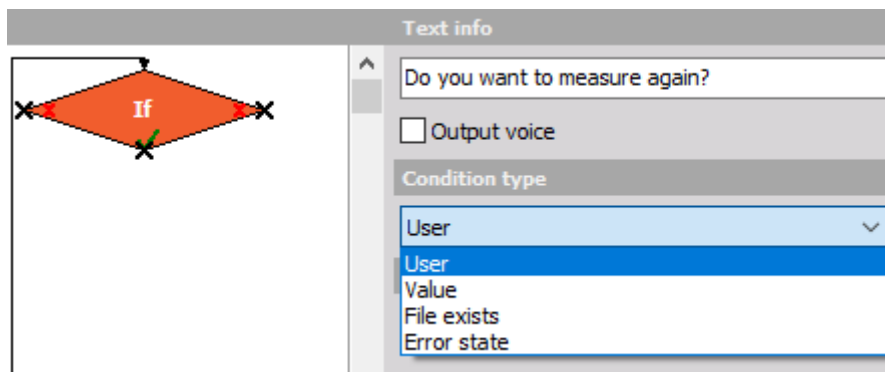 Text info
If
Do you want to measure again?
Output voice
Condition type
User
User
Value
File exists
Error state